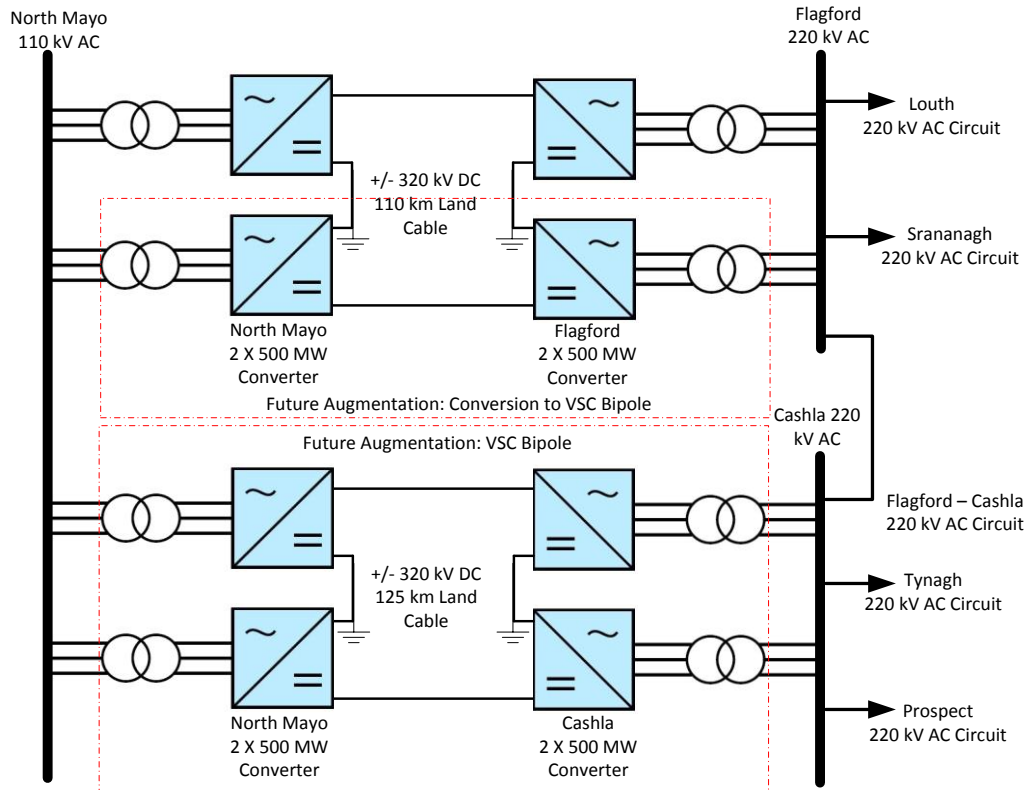 North Mayo
110 kV AC
Flagford
220 kV AC
Louth
220 kV AC Circuit
+/- 320 kV DC
110 km Land
Cable
Srananagh
220 kV AC Circuit
North Mayo
2 X 500 MW
Converter
Flagford
2 X 500 MW
Converter
Future Augmentation: Conversion to VSC Bipole
Cashla 220
kV AC
Future Augmentation: VSC Bipole
Flagford – Cashla
220 kV AC Circuit
+/- 320 kV DC
125 km Land
Cable
Tynagh
220 kV AC Circuit
North Mayo
2 X 500 MW
Converter
Cashla
2 X 500 MW
Converter
Prospect
220 kV AC Circuit